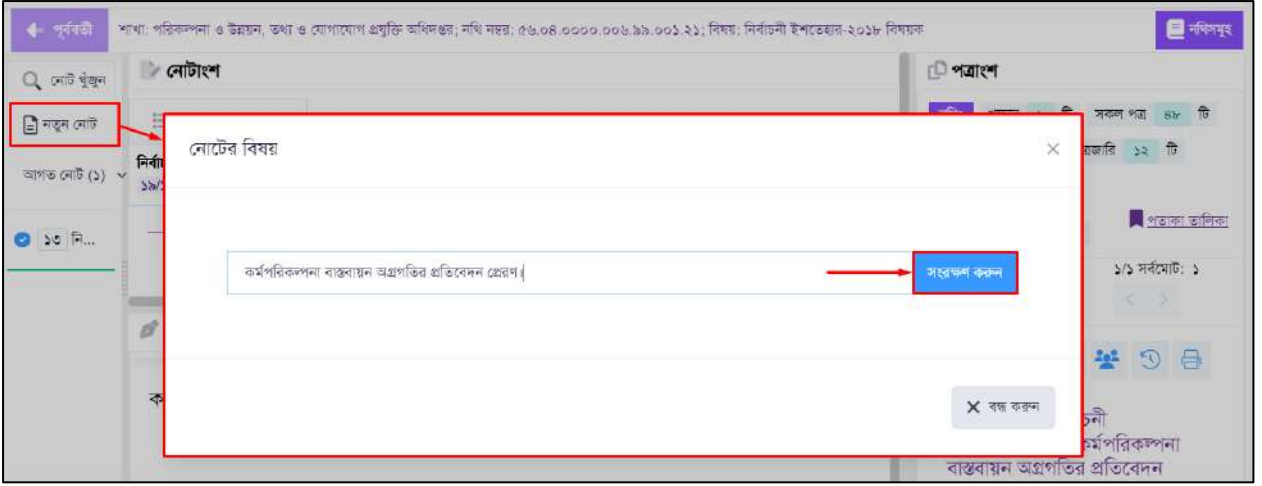 পূর্ববর্তী
শাখা: পরিকল্পনা ও উন্নয়ন, তথ্য ও যোগাযোগ প্রযুক্তি অধিদপ্তর; নথি নম্বর: ৫৬.০৪.০০০০.০০৬.৯৯.০০১.২১; বিষয়: নির্বাচনী ইশতেহার-২০১৮ বিষয়ক
নথিসমূহ
নোট খুঁজুন
নতুন নোট
আগত নোট (১)
১৩ নি...
নোটাংশ
পত্রাংশ
টি সকল পত্র ৪৮ টি
১২ টি
পতাকা তালিকা
১/১ সর্বমোট: ১
নোটের বিষয়
কর্মপরিকল্পনা বাস্তবায়ন অগ্রগতির প্রতিবেদন প্রেরণ।
সংরক্ষণ করুন
বন্ধ করুন
কর্মপরিকল্পনা
বাস্তবায়ন অগ্রগতির প্রতিবেদন